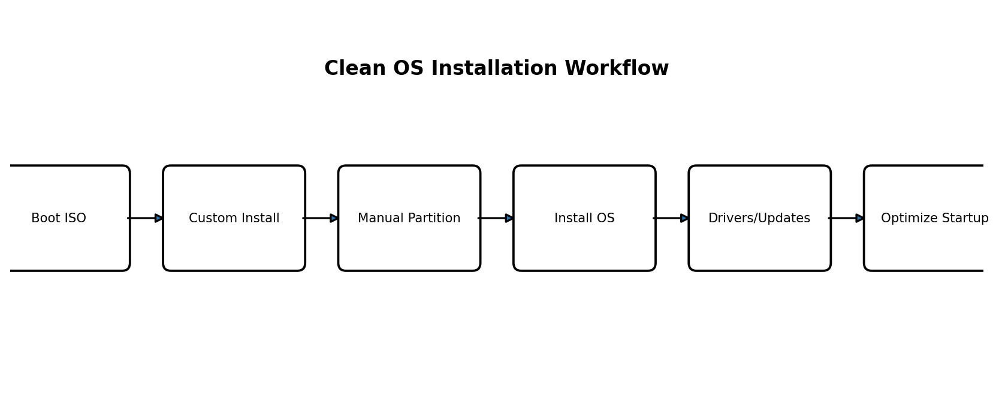 Clean OS Installation Workflow
Boot ISO
Custom Install
Manual Partition
Install OS
Drivers/Updates
Optimize Startup